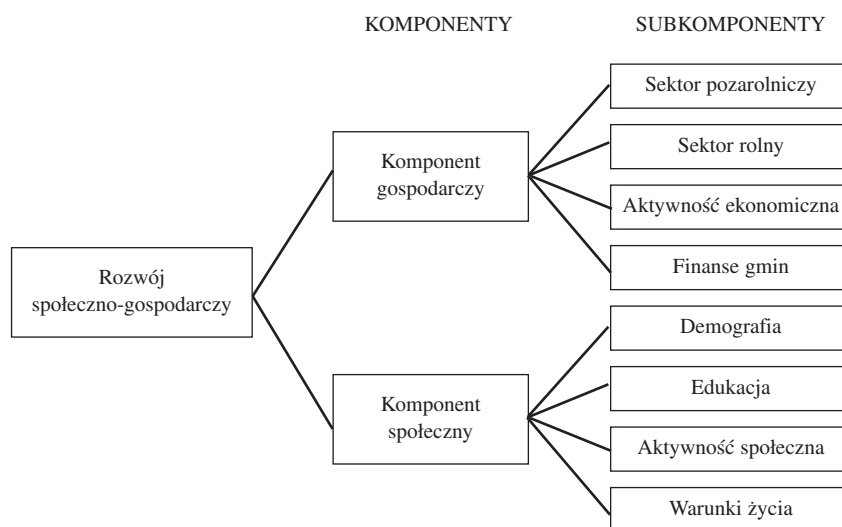 KOMPONENTY
SUBKOMPONENTY
Rozwój
społeczno-gospodarczy
Komponent
gospodarczy
Sektor pozarolniczy
Sektor rolny
Aktywność ekonomiczna
Finanse gmin
Komponent
społeczny
Demografia
Edukacja
Aktywność społeczna
Warunki życia